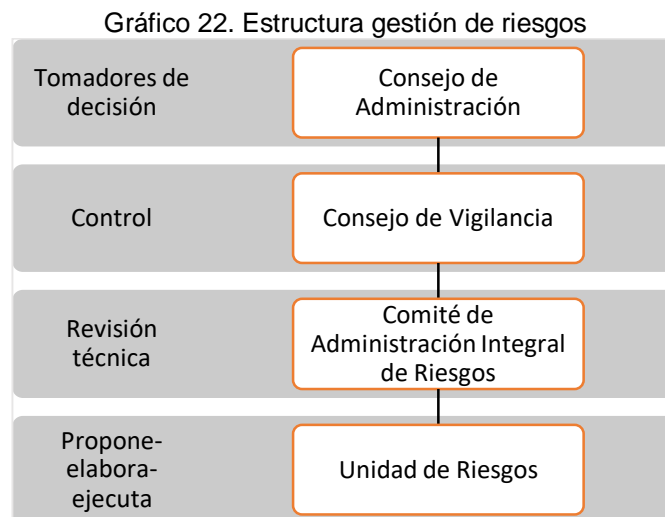 Gráfico 22. Estructura gestión de riesgos
Tomadores de
decisión
Consejo de
Administración
Control
Consejo de Vigilancia
Revisión
técnica
Comité de
Administración Integral
de Riesgos
Propone-
elabora-
ejecuta
Unidad de Riesgos